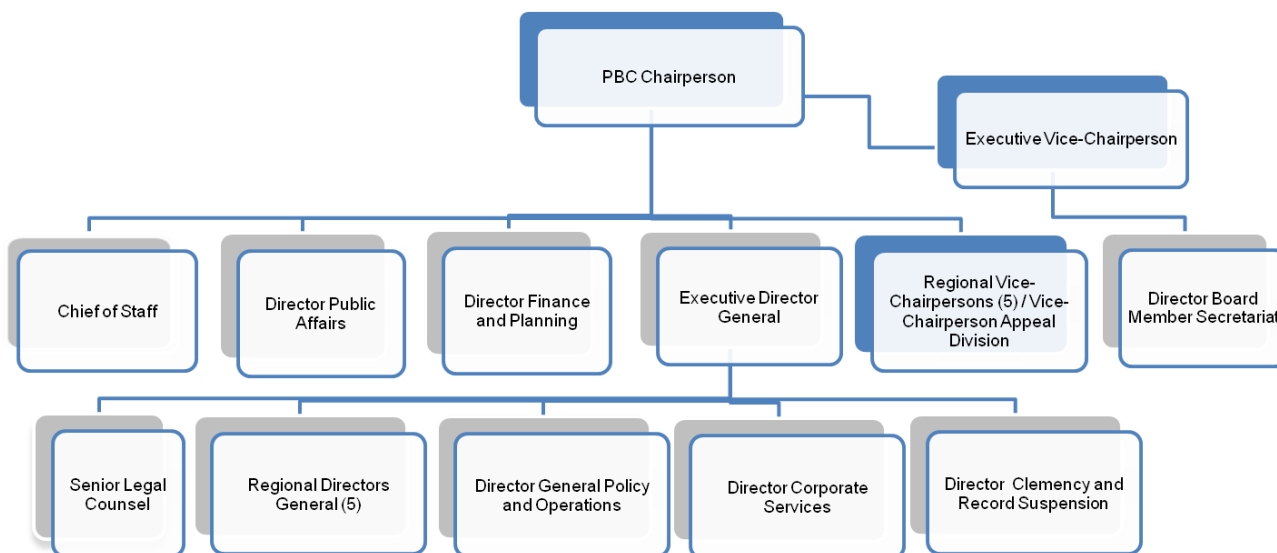 PBC Chairperson
Executive Vice-Chairperson
Chief of Staff
Director Public
Affairs
Director Finance
and Planning
Executive Director
General
Regional Vice-
Chairpersons (5) / Vice-
Chairperson Appeal
Division
Director Board
Member Secretariat
Senior Legal
Counsel
Regional Directors
General (5)
Director General Policy
and Operations
Director Corporate
Services
Director Clemency and
Record Suspension